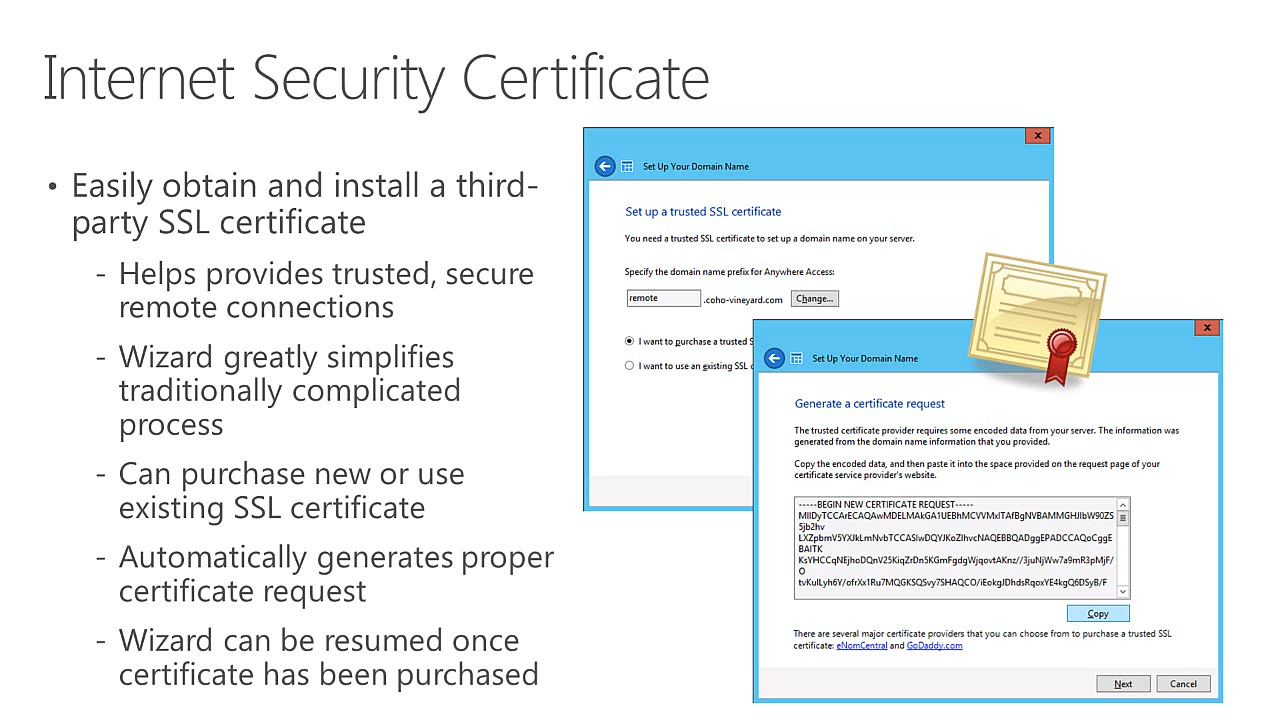 Internet Security Certificate
• Easily obtain and install a third-
party SSL certificate
- Helps provides trusted, secure
remote connections
- Wizard greatly simplifies
traditionally complicated
process
- Can purchase new or use
existing SSL certificate
- Automatically generates proper
certificate request
- Wizard can be resumed once
certificate has been purchased
x
Set Up Your Domain Name
Set up a trusted SSL certificate
You need a trusted SSL certificate to set up a domain name on your server.
Specify the domain name prefix for Anywhere Access:
remote .coho-vineyard.com Change...
I want to purchase a trusted S
I want to use an existing SSL c
x
Set Up Your Domain Name
Generate a certificate request
The trusted certificate provider requires some encoded data from your server. The information was
generated from the domain name information that you provided.
Copy the encoded data, and then paste it into the space provided on the request page of your
certificate service provider's website.
-----BEGIN NEW CERTIFICATE REQUEST-----
5jb2hv
BAITK
O
Copy
There are several major certificate providers that you can choose from to purchase a trusted SSL
certificate: eNomCentral and GoDaddy.com
Next Cancel